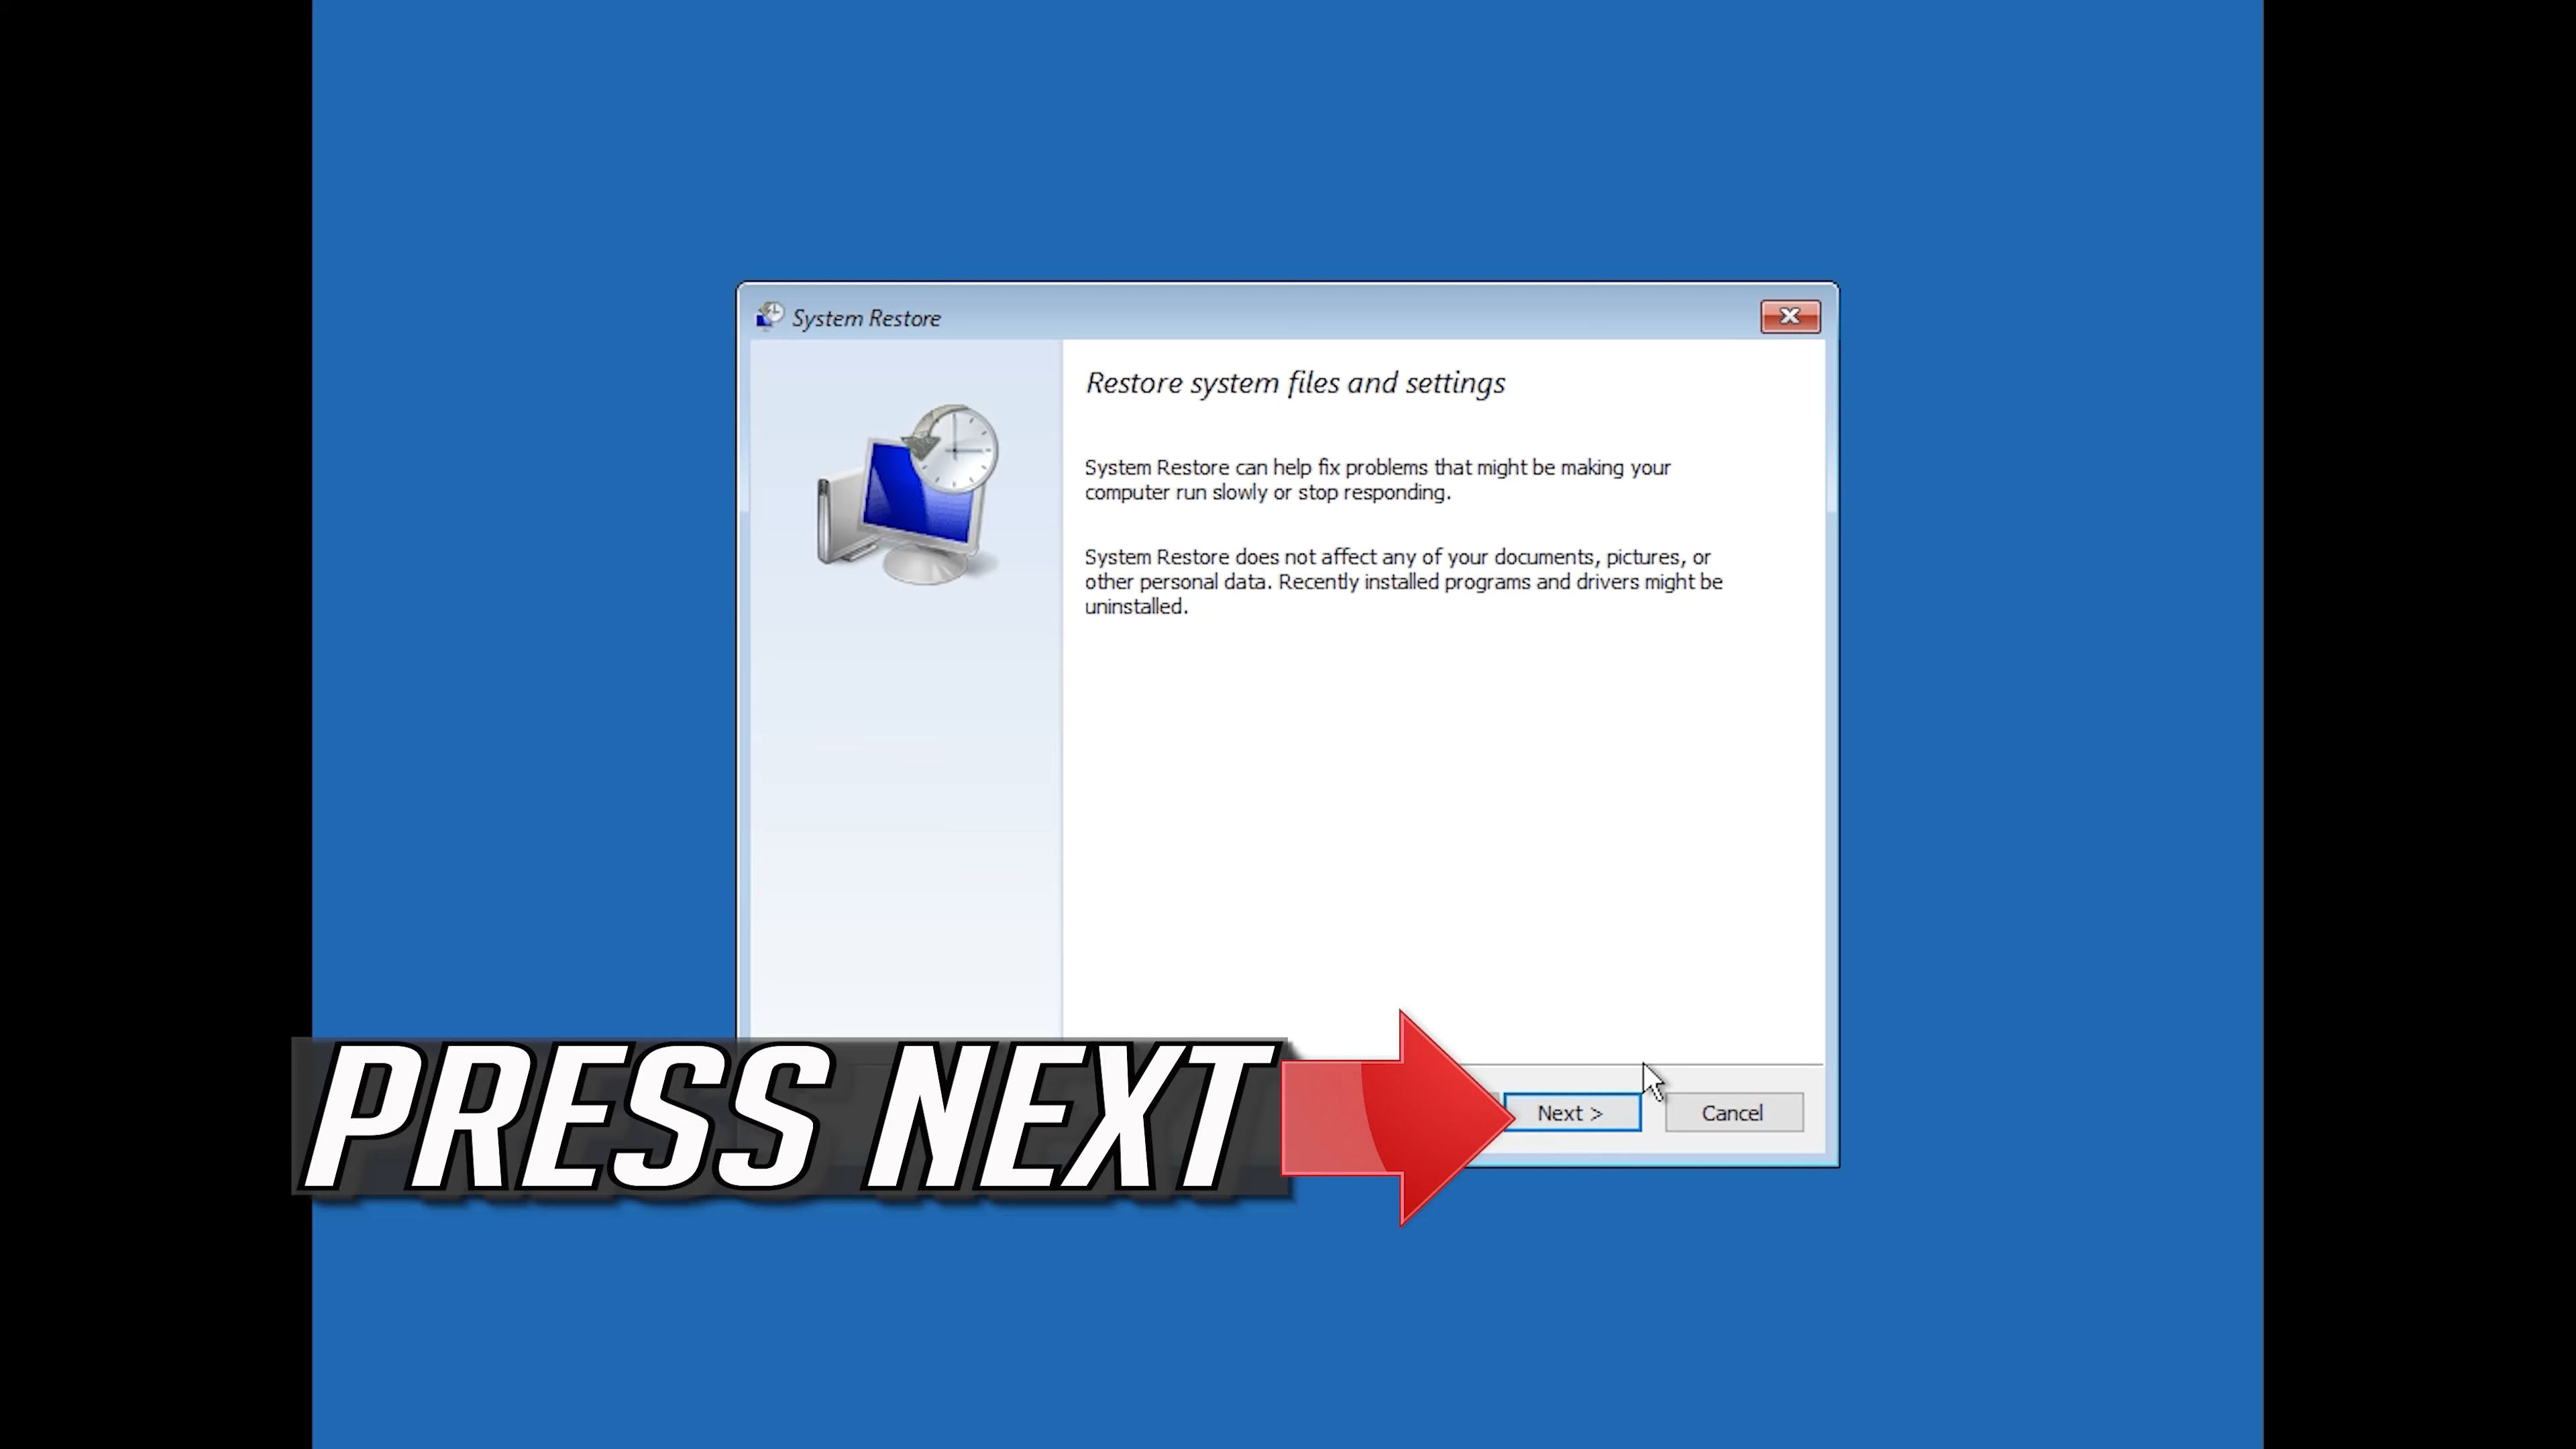 System Restore
Restore system files and settings
System Restore can help fix problems that might be making your
computer run slowly or stop responding.
System Restore does not affect any of your documents, pictures, or
other personal data. Recently installed programs and drivers might be
uninstalled.
PRESS NEXT
Next >
Cancel